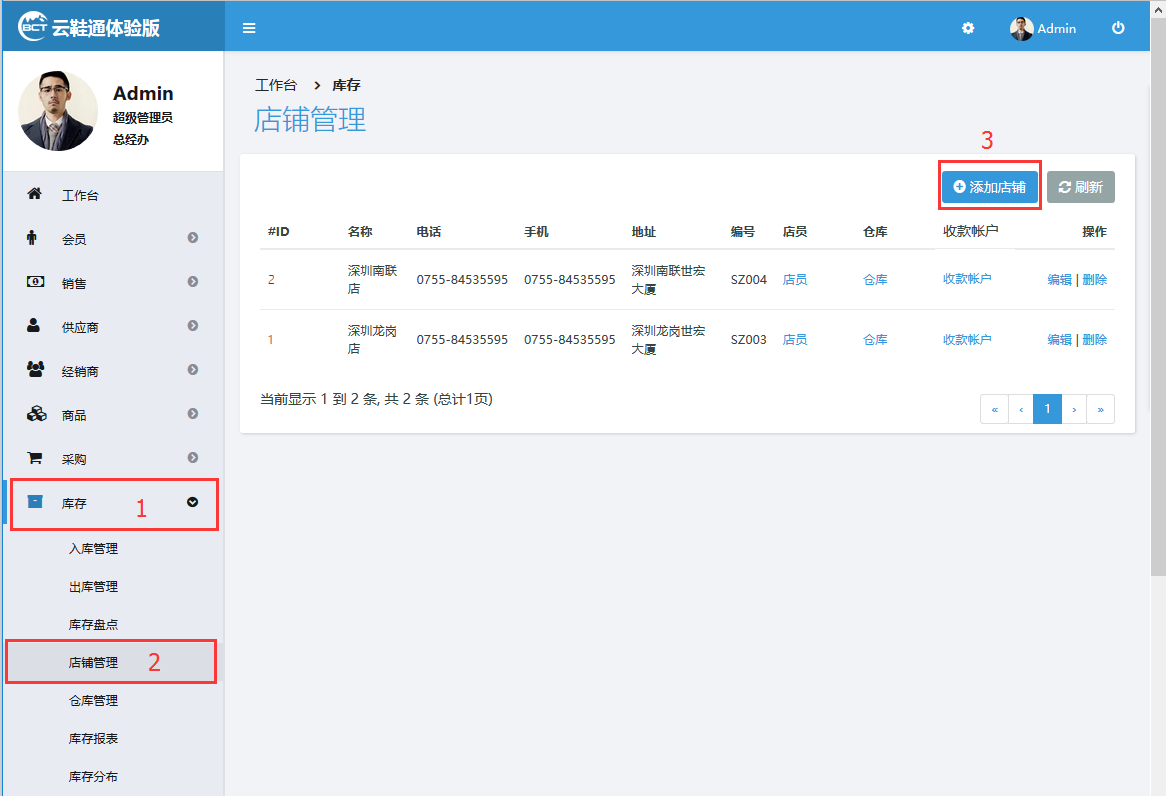 BCT 云鞋通体验版
Admin
Admin
超级管理员
总经办
工作台
会员
销售
供应商
经销商
商品
采购
库存
1
入库管理
出库管理
库存盘点
店铺管理
2
仓库管理
库存报表
库存分布
工作台 > 库存
店铺管理
3
添加店铺 刷新
#ID 名称 电话 手机 地址 编号 店员 仓库 收款帐户 操作
2 深圳南联店 0755-84535595 0755-84535595 深圳南联世宏大厦 SZ004 店员 仓库 收款帐户 编辑 | 删除
1 深圳龙岗店 0755-84535595 0755-84535595 深圳龙岗世宏大厦 SZ003 店员 仓库 收款帐户 编辑 | 删除
当前显示 1 到 2 条, 共 2 条 (总计1页)
« ‹ 1 › »